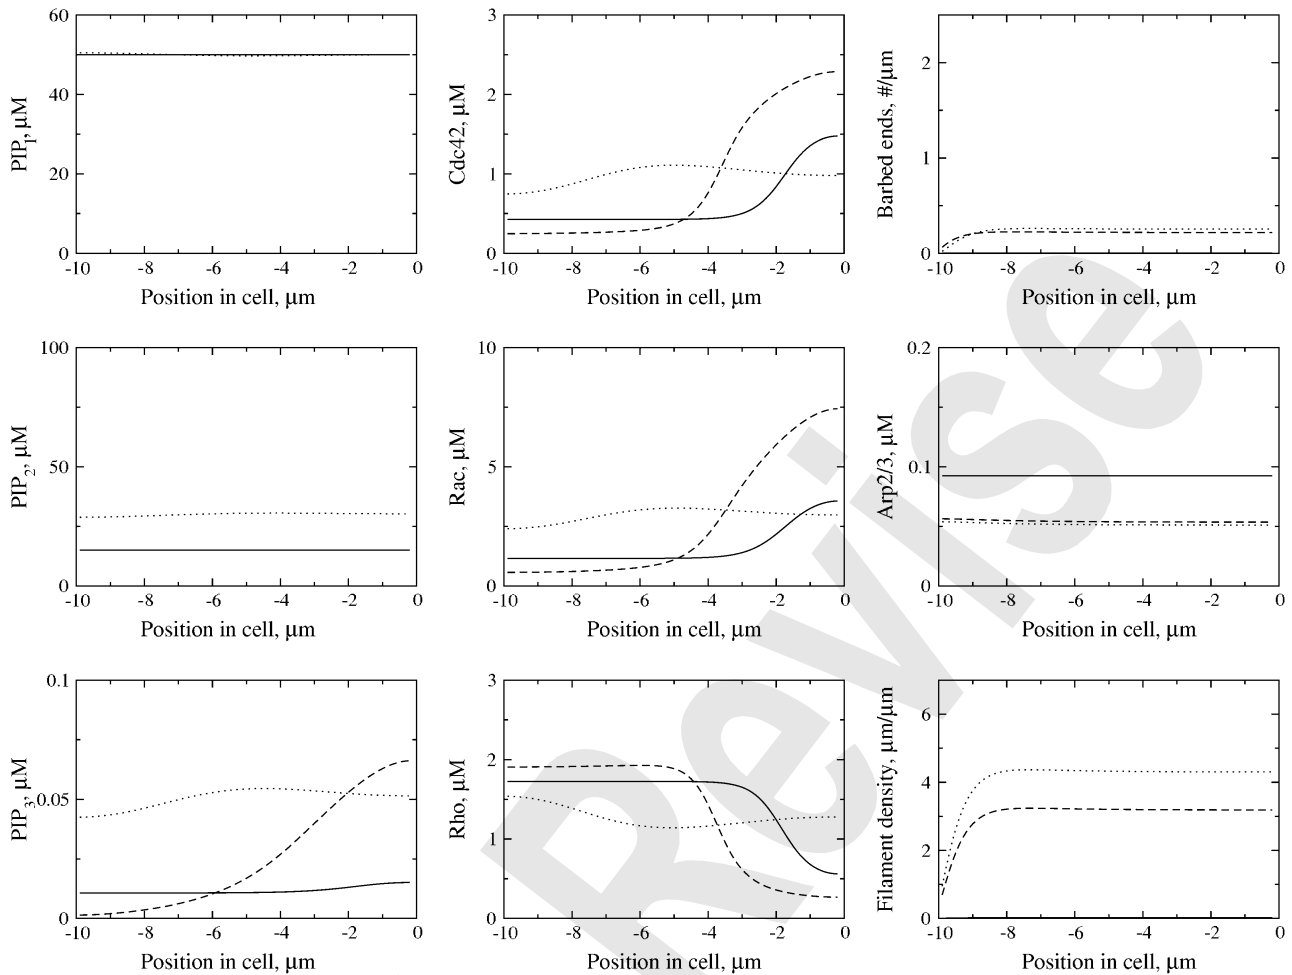 60
40
20
0
PIP1, μM
-10 -8 -6 -4 -2 0
Position in cell, μm
3
2
1
0
Cdc42, μM
-10 -8 -6 -4 -2 0
Position in cell, μm
2
1
0
Barbed ends, #/μm
-10 -8 -6 -4 -2 0
Position in cell, μm
100
50
0
PIP2, μM
-10 -8 -6 -4 -2 0
Position in cell, μm
10
5
0
Rac, μM
-10 -8 -6 -4 -2 0
Position in cell, μm
0.2
0.1
0
Arp2/3, μM
-10 -8 -6 -4 -2 0
Position in cell, μm
0.1
0.05
0
PIP3, μM
-10 -8 -6 -4 -2 0
Position in cell, μm
3
2
1
0
Rho, μM
-10 -8 -6 -4 -2 0
Position in cell, μm
6
4
2
0
Filament density, μm/μm
-10 -8 -6 -4 -2 0
Position in cell, μm
Revise